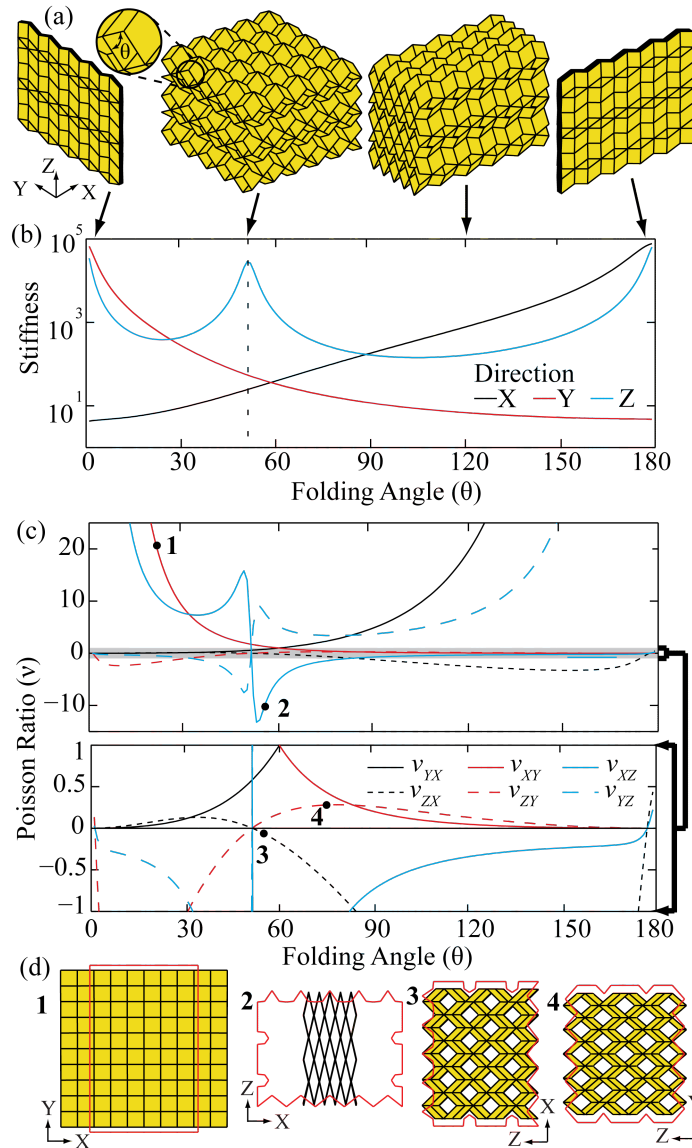 (a)
θ
Z
Y
X
(b)
10^5
10^3
10^1
Stiffness
Direction
X Y Z
0 30 60 90 120 150 180
Folding Angle (θ)
(c)
20
10
0
−10
1
2
Poisson Ratio (ν)
1
0.5
0
−0.5
−1
ν_YX ν_XY ν_XZ
ν_ZX ν_ZY ν_YZ
4
3
0 30 60 90 120 150 180
Folding Angle (θ)
(d)
1
2
3
4
Y
X
Z
X
X
Z
Y
Z